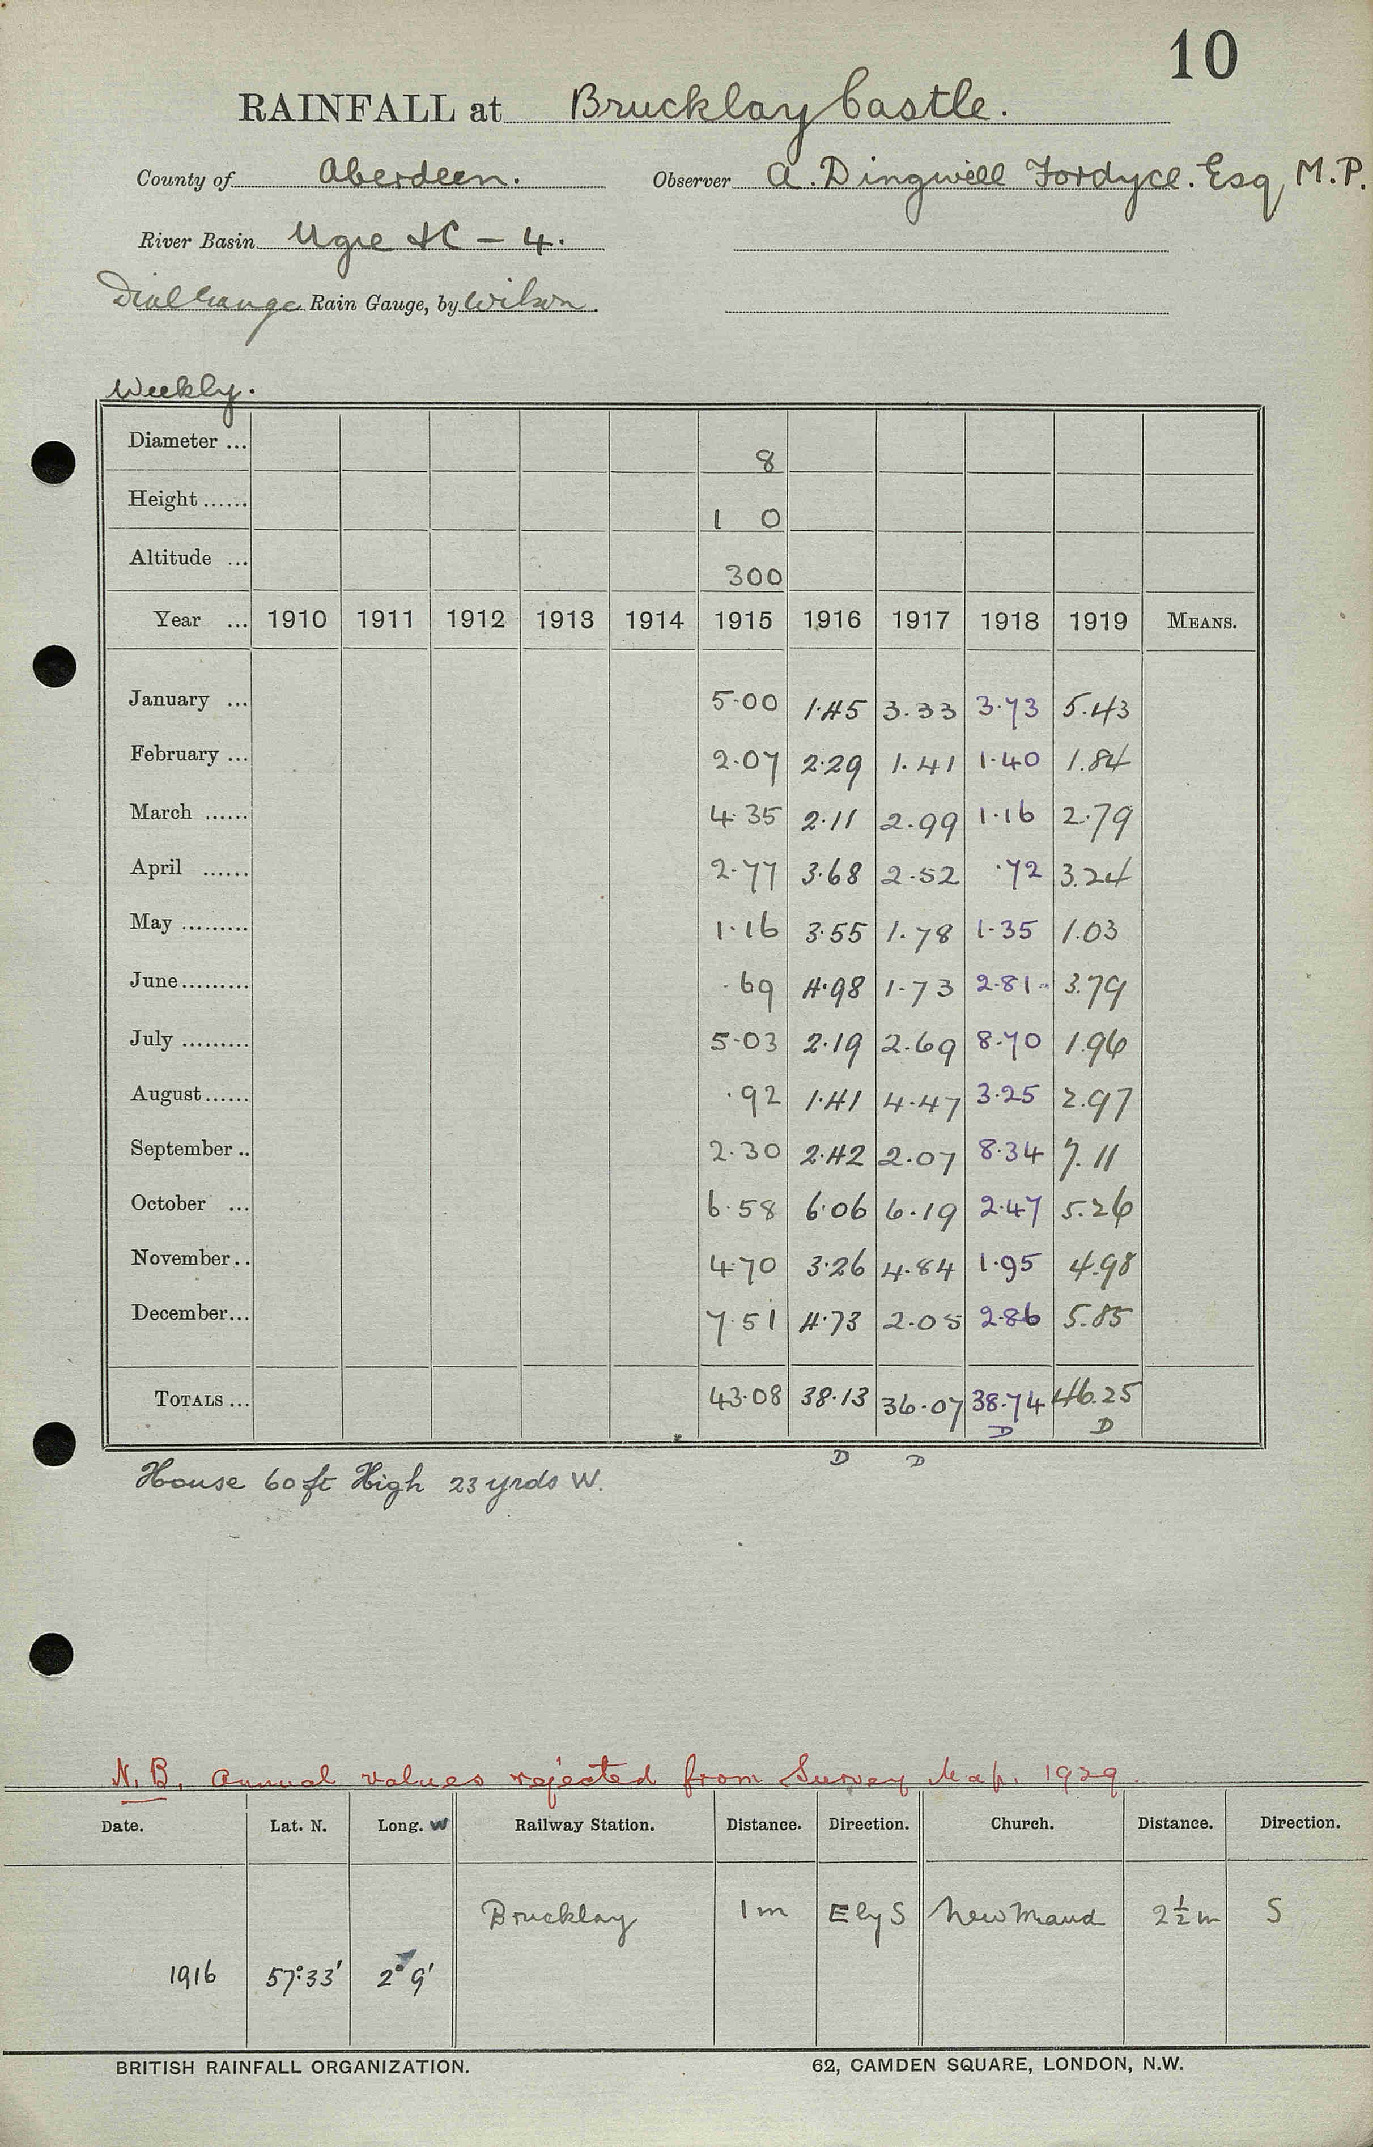 10
RAINFALL at Brucklay Castle.
County of Aberdeen. Observer A. Dingwell Fordyce. Esq M.P.
River Basin Ugie &C – 4.
Dial Gauge Rain Gauge, by Wilson
Weekly.
Diameter ... 8
Height ...... 1 0
Altitude ... 300
Year ... 1910 1911 1912 1913 1914 1915 1916 1917 1918 1919 MEANS.
January ... 5.00 1.45 3.33 3.73 5.43
February ... 2.07 2.29 1.41 1.40 1.84
March ...... 4.35 2.11 2.99 1.16 2.79
April ...... 2.77 3.68 2.52 .72 3.24
May ......... 1.16 3.55 1.78 1.35 1.03
June......... .69 4.98 1.73 2.81 3.79
July ......... 5.03 2.19 2.69 8.70 1.96
August...... .92 1.41 4.47 3.25 2.97
September .. 2.30 2.42 2.07 8.34 7.11
October ... 6.58 6.06 6.19 2.47 5.26
November .. 4.70 3.26 4.84 1.95 4.98
December... 7.51 4.73 2.05 2.86 5.85
TOTALS ... 43.08 38.13 36.07 38.74 46.25
D D
D D
House 60 ft High 23 yrds W.
N.B. Annual values rejected from Survey Map. 1929.
Date. Lat. N. Long. W Railway Station. Distance. Direction. Church. Distance. Direction.
Brucklay 1 m E by S New Maud 2½ m S
1916 57°33' 2°9'
BRITISH RAINFALL ORGANIZATION. 62, CAMDEN SQUARE, LONDON, N.W.